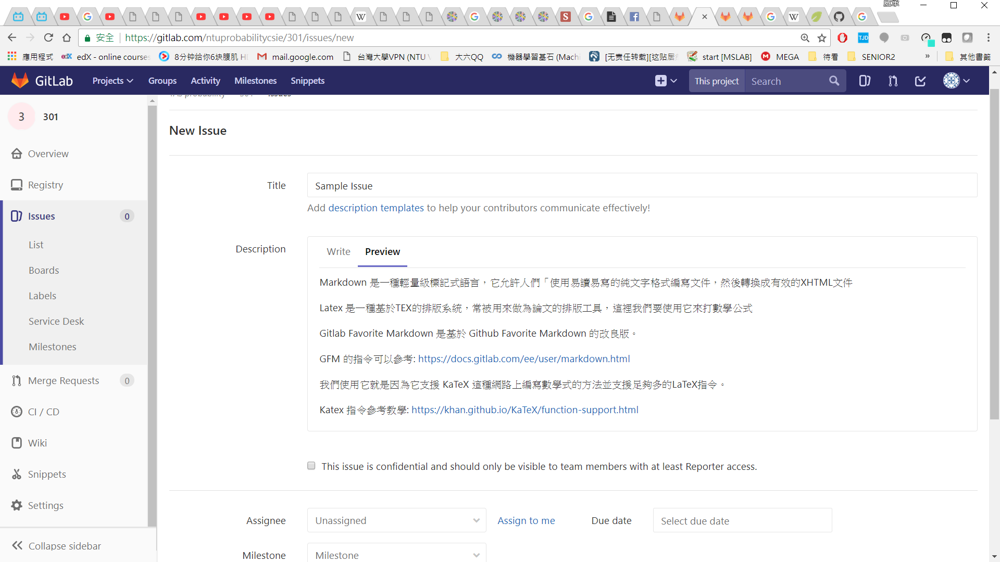 威承
安全 https://gitlab.com/ntuprobabilitycsie/301/issues/new
應用程式 edX - online courses 8分钟给你6块腹肌 HD mail.google.com 台灣大學VPN (NTU V 大六QQ 機器學習基石 (Machi [无责任转载][这贴居 start [MSLAB] MEGA 待看 SENIOR2 » 其他書籤
GitLab Projects Groups Activity Milestones Snippets This project Search
TAs probability 301 Issues
3 301
Overview
Registry
Issues 0
List
Boards
Labels
Service Desk
Milestones
Merge Requests 0
CI / CD
Wiki
Snippets
Settings
Collapse sidebar
New Issue
Title Sample Issue
Add description templates to help your contributors communicate effectively!
Description Write Preview
Markdown 是一種輕量級標記式語言，它允許人們「使用易讀易寫的純文字格式編寫文件，然後轉換成有效的XHTML文件
Latex 是一種基於TEX的排版系統，常被用來做為論文的排版工具，這裡我們要使用它來打數學公式
Gitlab Favorite Markdown 是基於 Github Favorite Markdown 的改良版。
GFM 的指令可以參考: https://docs.gitlab.com/ee/user/markdown.html
我們使用它就是因為它支援 KaTeX 這種網路上編寫數學式的方法並支援足夠多的LaTeX指令。
Katex 指令參考教學: https://khan.github.io/KaTeX/function-support.html
This issue is confidential and should only be visible to team members with at least Reporter access.
Assignee Unassigned Assign to me Due date Select due date
Milestone Milestone